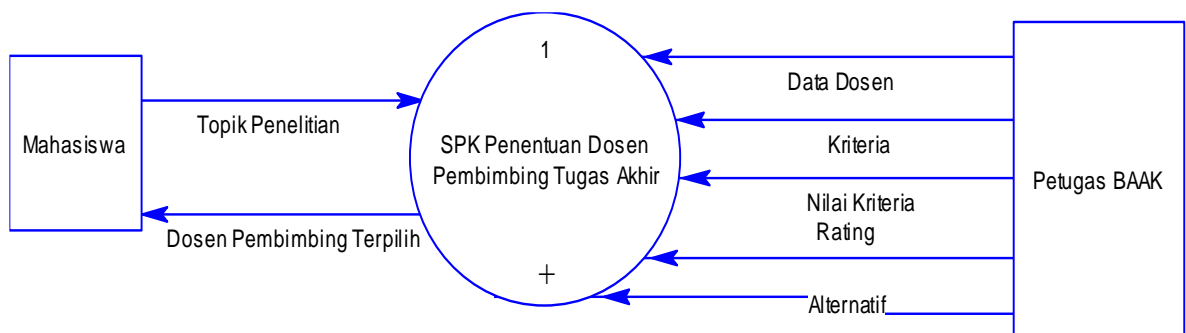 1
Mahasiswa
Topik Penelitian
Dosen Pembimbing Terpilih
SPK Penentuan Dosen
Pembimbing Tugas Akhir
+
Data Dosen
Kriteria
Nilai Kriteria
Rating
Alternatif
Petugas BAAK